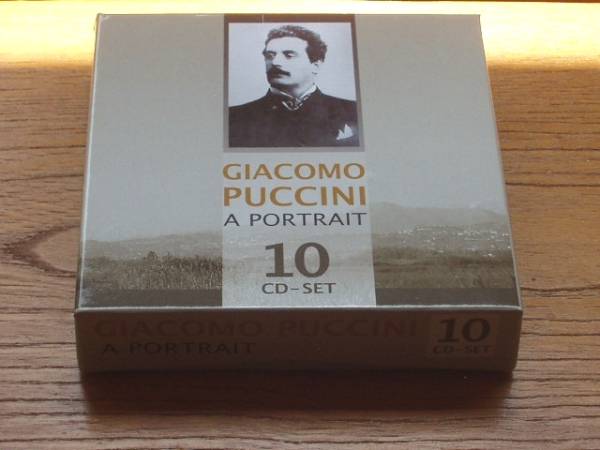 GIACOMO
PUCCINI
A PORTRAIT
10
CD-SET
GIACOMO PUCCINI
A PORTRAIT
10
CD-SET